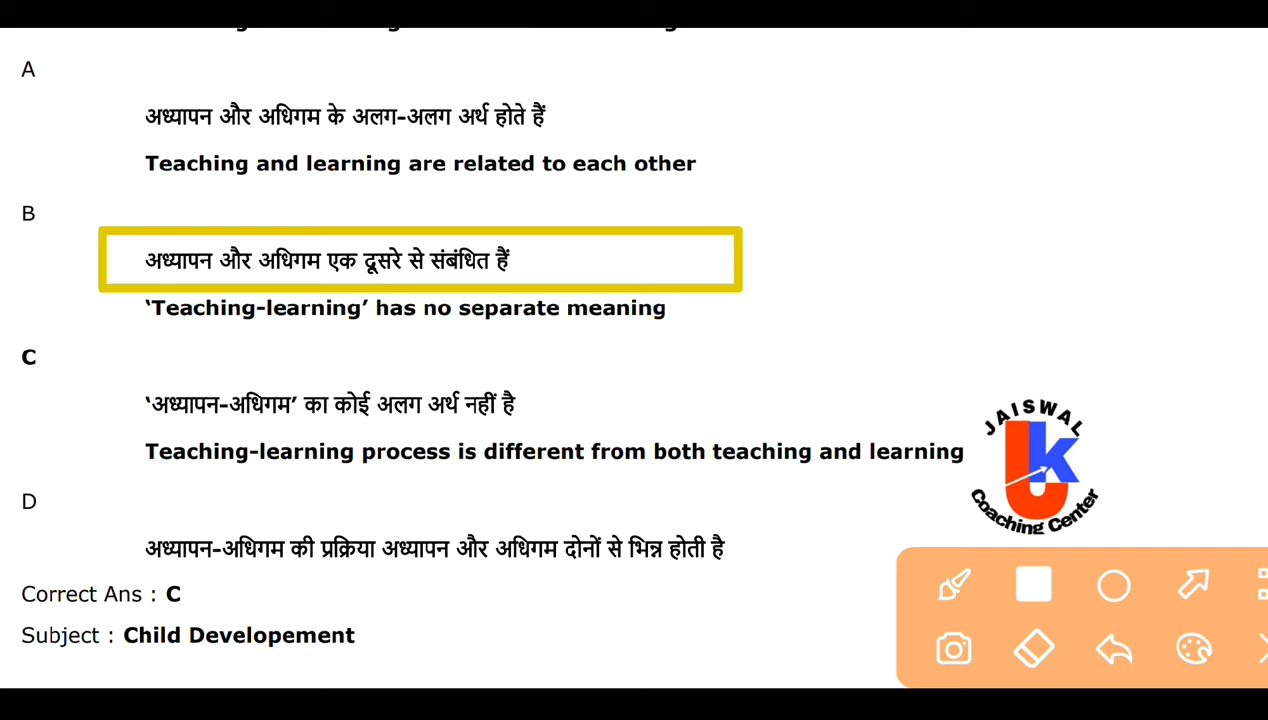 A
अध्यापन और अधिगम के अलग-अलग अर्थ होते हैं
Teaching and learning are related to each other
B
अध्यापन और अधिगम एक दूसरे से संबंधित हैं
‘Teaching-learning’ has no separate meaning
C
‘अध्यापन-अधिगम’ का कोई अलग अर्थ नहीं है
Teaching-learning process is different from both teaching and learning
D
अध्यापन-अधिगम की प्रक्रिया अध्यापन और अधिगम दोनों से भिन्न होती है
Correct Ans : C
Subject : Child Developement
JAISWAL
JK
Coaching Center